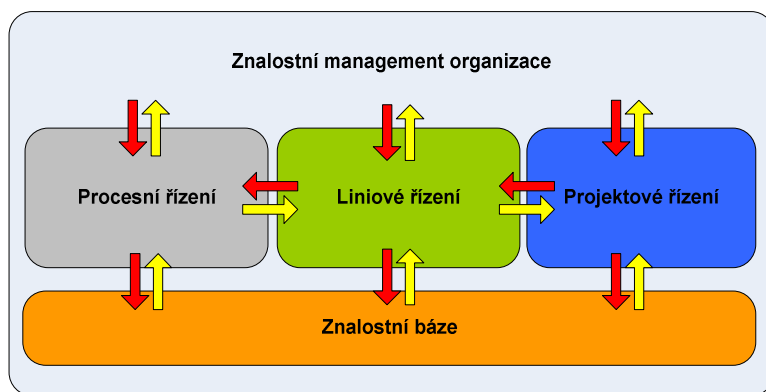 Znalostní management organizace
Procesní řízení
Liniové řízení
Projektové řízení
Znalostní báze